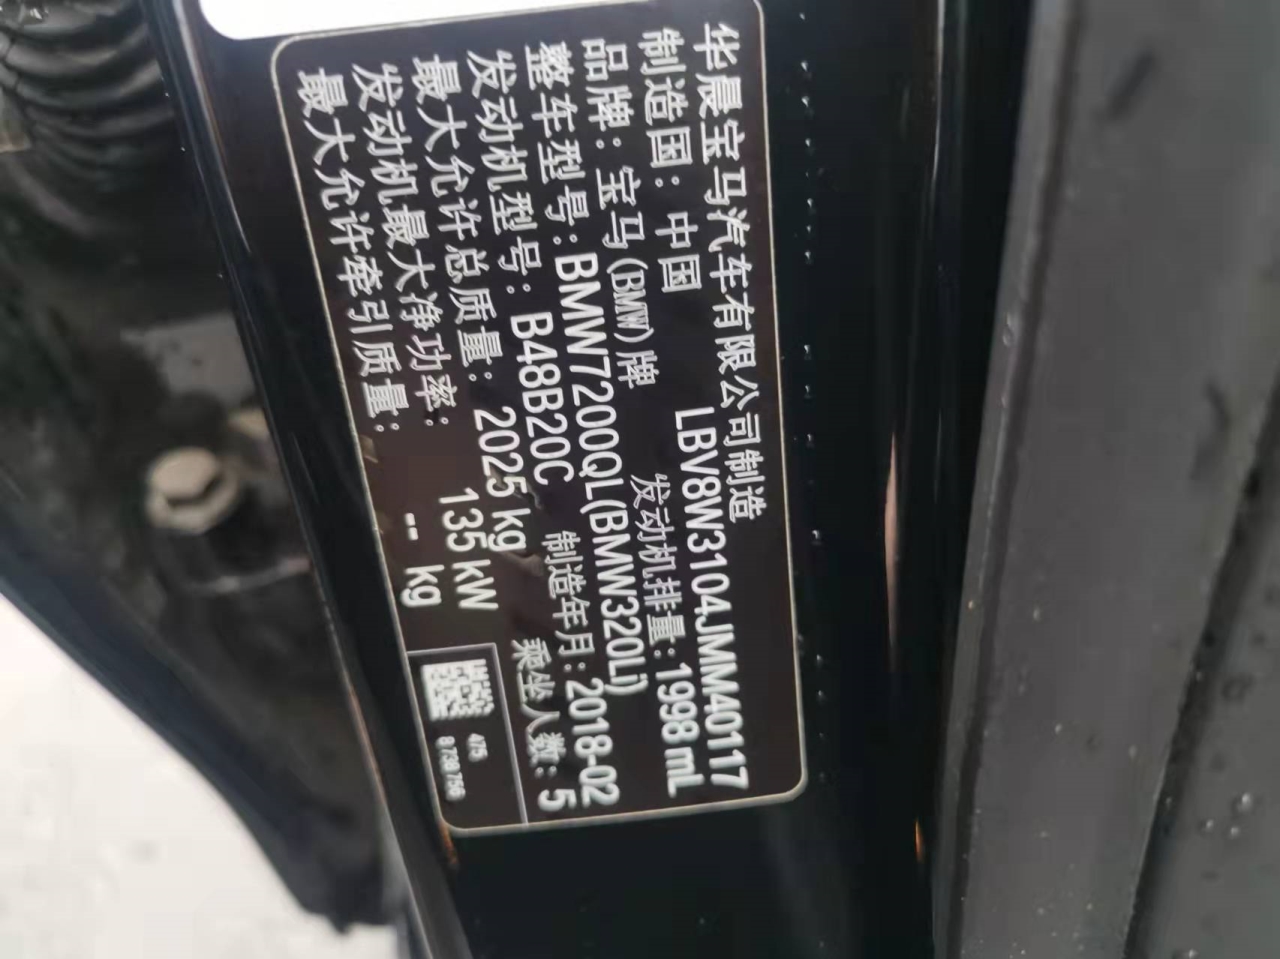 华晨宝马汽车有限公司制造
LBV8W3104JMM40117
制造国：中国
品牌：宝马(BMW)牌 发动机排量：1998 mL
整车型号：BMW7200QL(BMW320Li)
发动机型号：B48B20C 制造年月：2018-02
最大允许总质量：2025 kg 乘坐人数：5
发动机最大净功率：135 kW
最大允许牵引质量： -- kg
475